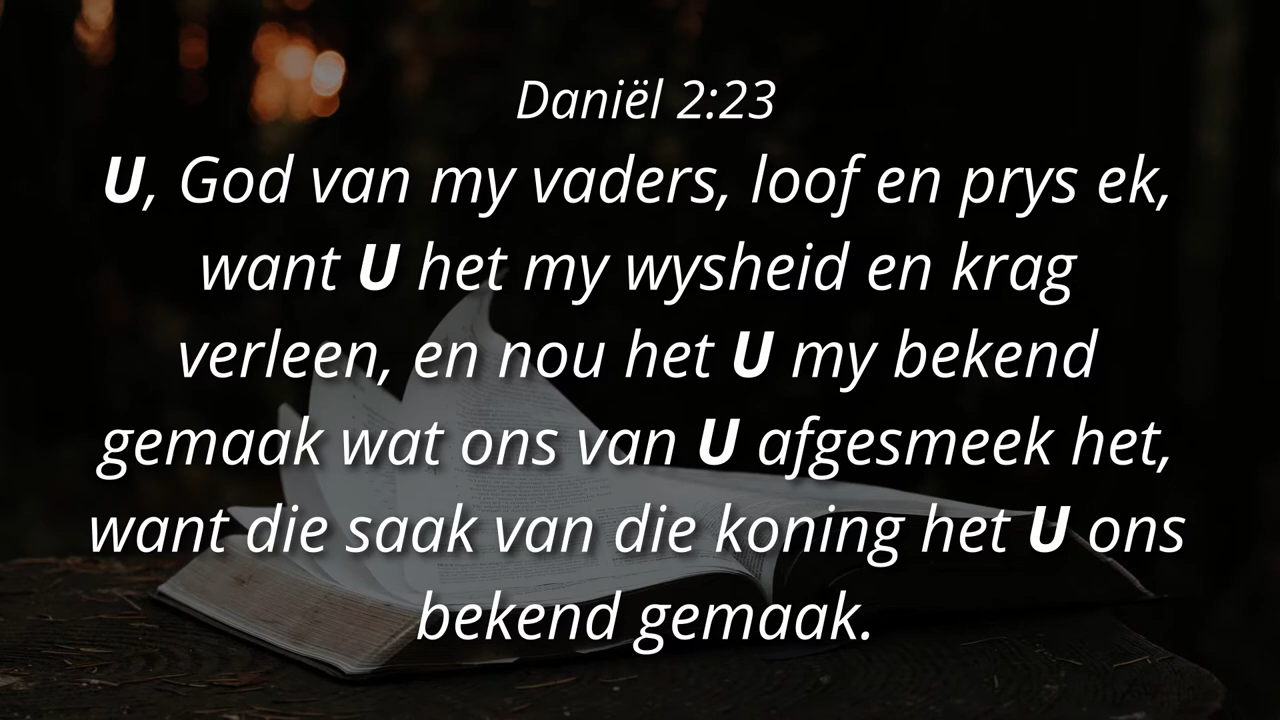 Daniël 2:23
U, God van my vaders, loof en prys ek,
want U het my wysheid en krag
verleen, en nou het U my bekend
gemaak wat ons van U afgesmeek het,
want die saak van die koning het U ons
bekend gemaak.